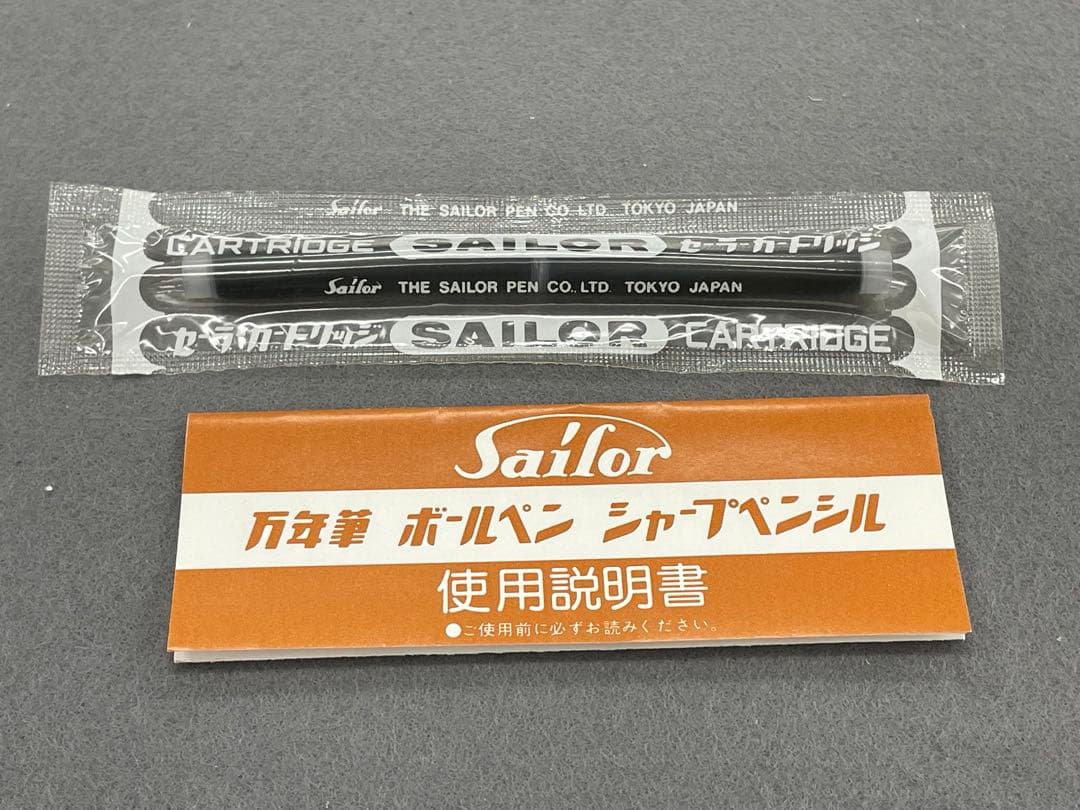 Sailor THE SAILOR PEN CO. LTD. TOKYO JAPAN
CARTRIDGE SAILOR セーラーカートリッジ
Sailor THE SAILOR PEN CO., LTD. TOKYO JAPAN
セーラーカートリッジ SAILOR CARTRIDGE
Sailor
万年筆 ボールペン シャープペンシル
使用説明書
●ご使用前に必ずお読みください。